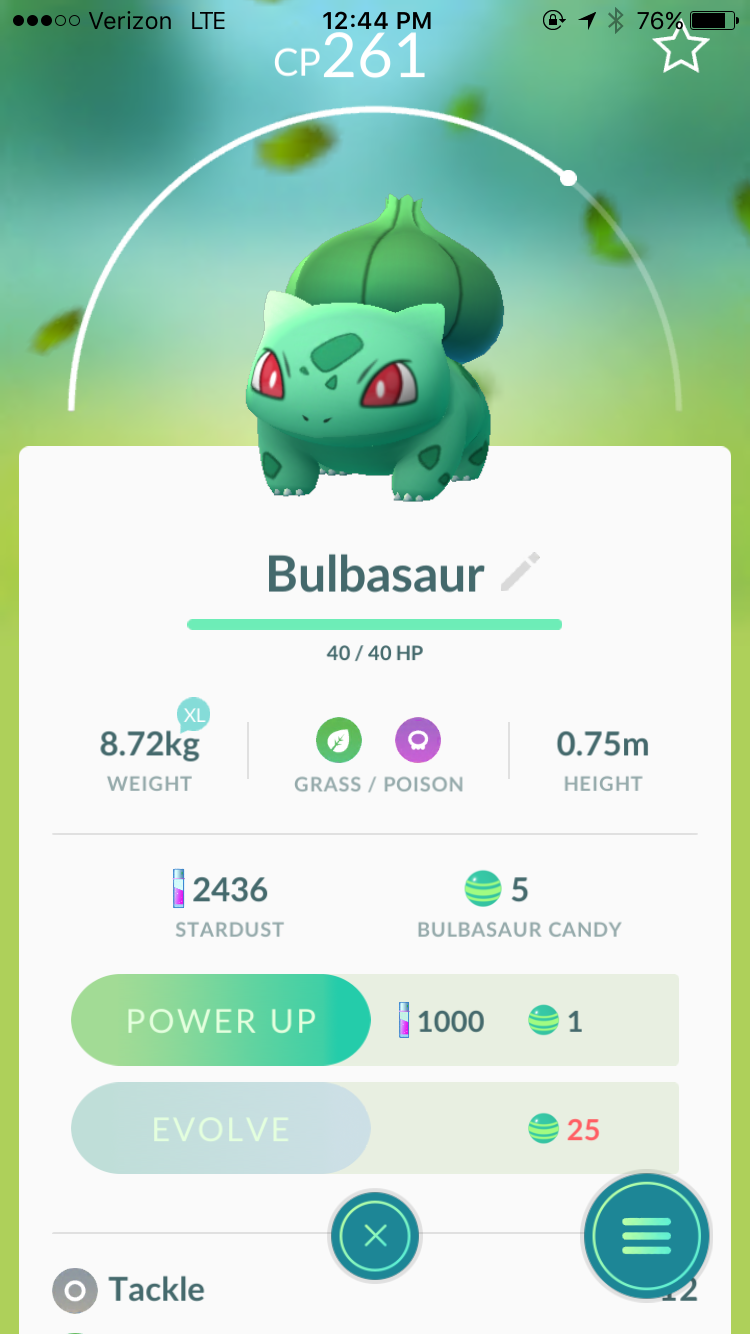 Verizon LTE 12:44 PM 76%
CP261
Bulbasaur
40 / 40 HP
XL
8.72kg 0.75m
WEIGHT GRASS / POISON HEIGHT
2436 5
STARDUST BULBASAUR CANDY
POWER UP 1000 1
EVOLVE 25
Tackle 12